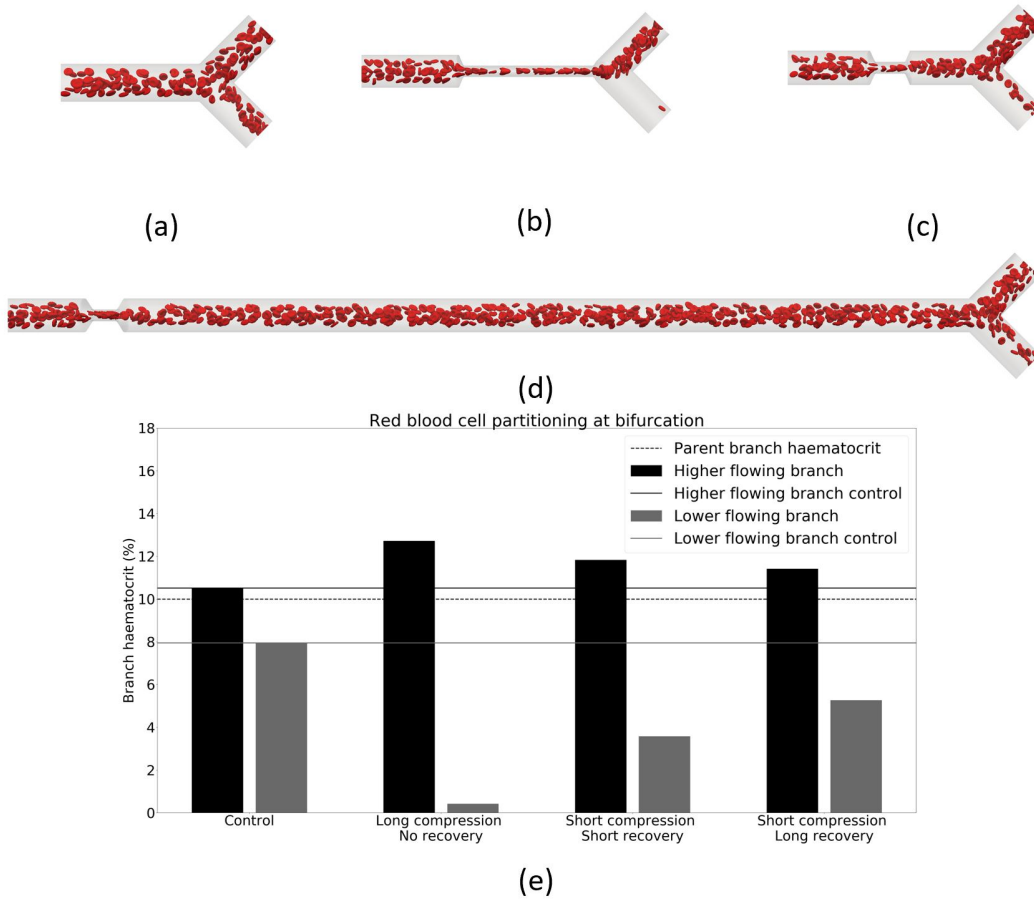 (a)
(b)
(c)
(d)
Red blood cell partitioning at bifurcation
Branch haematocrit (%)
18
16
14
12
10
8
6
4
2
0
Parent branch haematocrit
Higher flowing branch
Higher flowing branch control
Lower flowing branch
Lower flowing branch control
Control
Long compression
No recovery
Short compression
Short recovery
Short compression
Long recovery
(e)